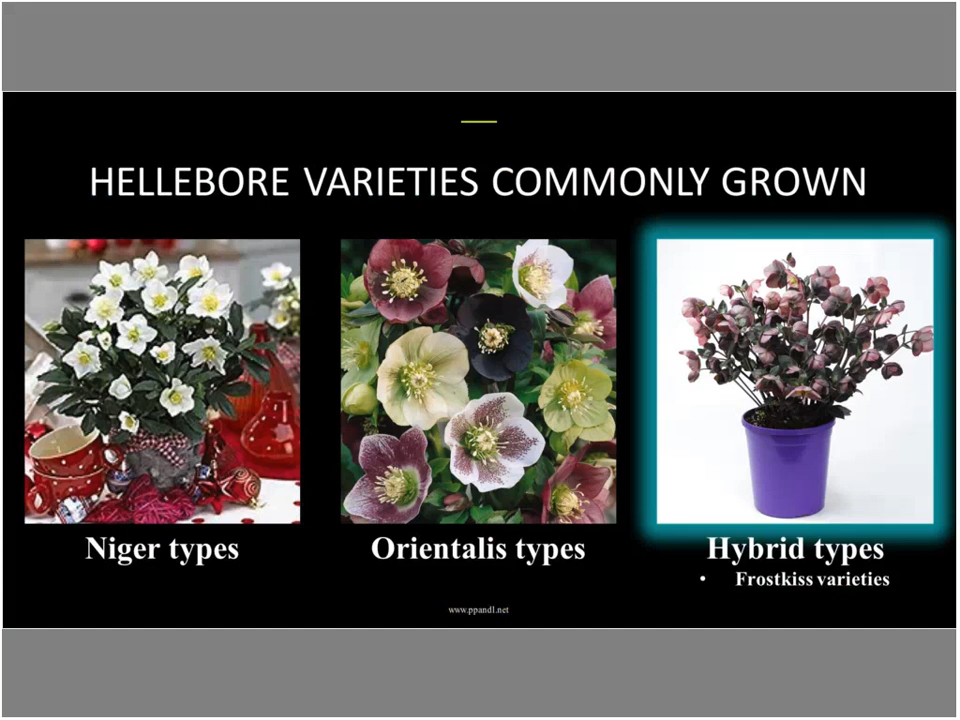 HELLEBORE VARIETIES COMMONLY GROWN
Niger types
Orientalis types
Hybrid types
• Frostkiss varieties
www.ppandl.net